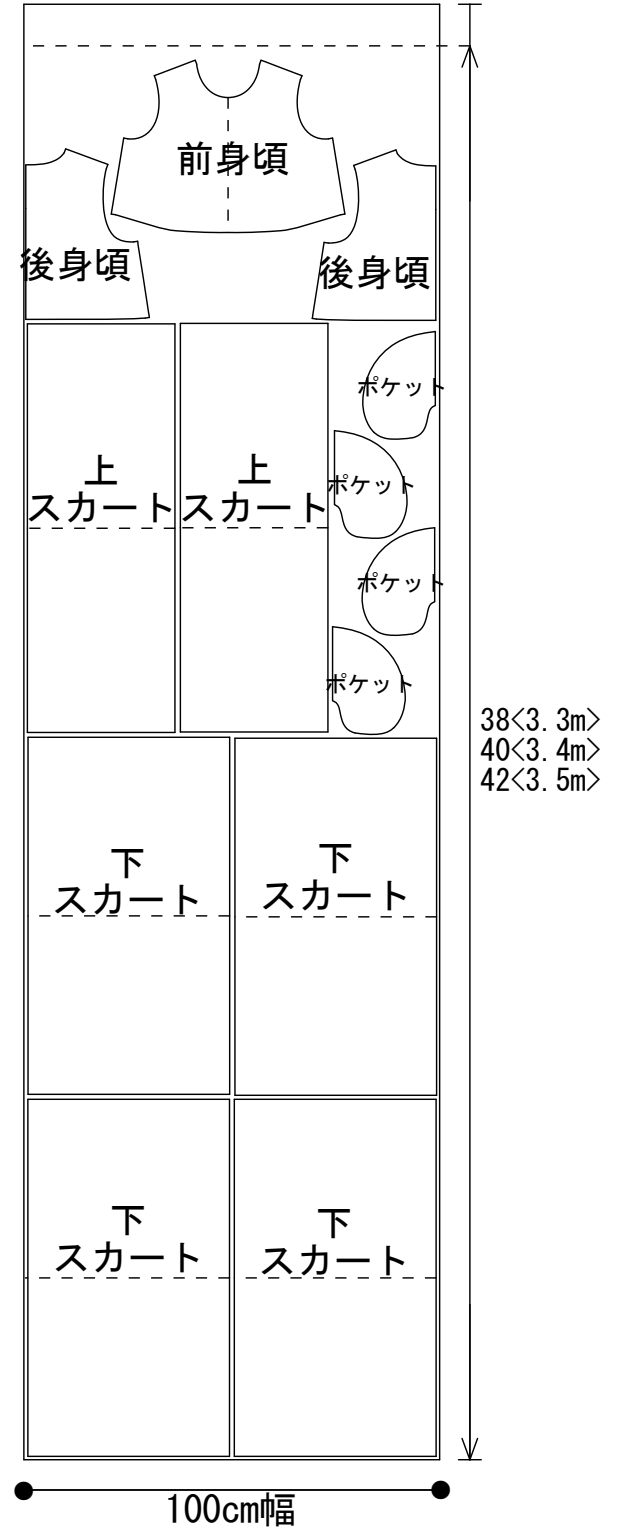 前身頃
後身頃
後身頃
ポケット
上
スカート
上
スカート
ポケット
ポケット
ポケット
38<3.3m>
40<3.4m>
42<3.5m>
下
スカート
下
スカート
下
スカート
下
スカート
100cm幅